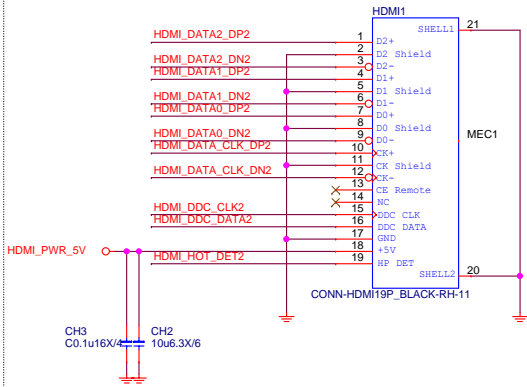 HDMI1
HDMI_DATA2_DP2 1 D2+ SHELL1 21
2 D2 Shield
HDMI_DATA2_DN2 3 D2-
HDMI_DATA1_DP2 4 D1+
5 D1 Shield
HDMI_DATA1_DN2 6 D1-
HDMI_DATA0_DP2 7 D0+
8 D0 Shield
MEC1
HDMI_DATA0_DN2 9 D0-
HDMI_DATA_CLK_DP2 10 CK+
11 CK Shield
HDMI_DATA_CLK_DN2 12 CK-
13 CE Remote
14 NC
HDMI_DDC_CLK2 15 DDC CLK
HDMI_DDC_DATA2 16 DDC DATA
17 GND
HDMI_PWR_5V 18 +5V
HDMI_HOT_DET2 19 HP DET
SHELL2 20
CONN-HDMI19P_BLACK-RH-11
CH3 CH2
C0.1u16X/4 10u6.3X/6